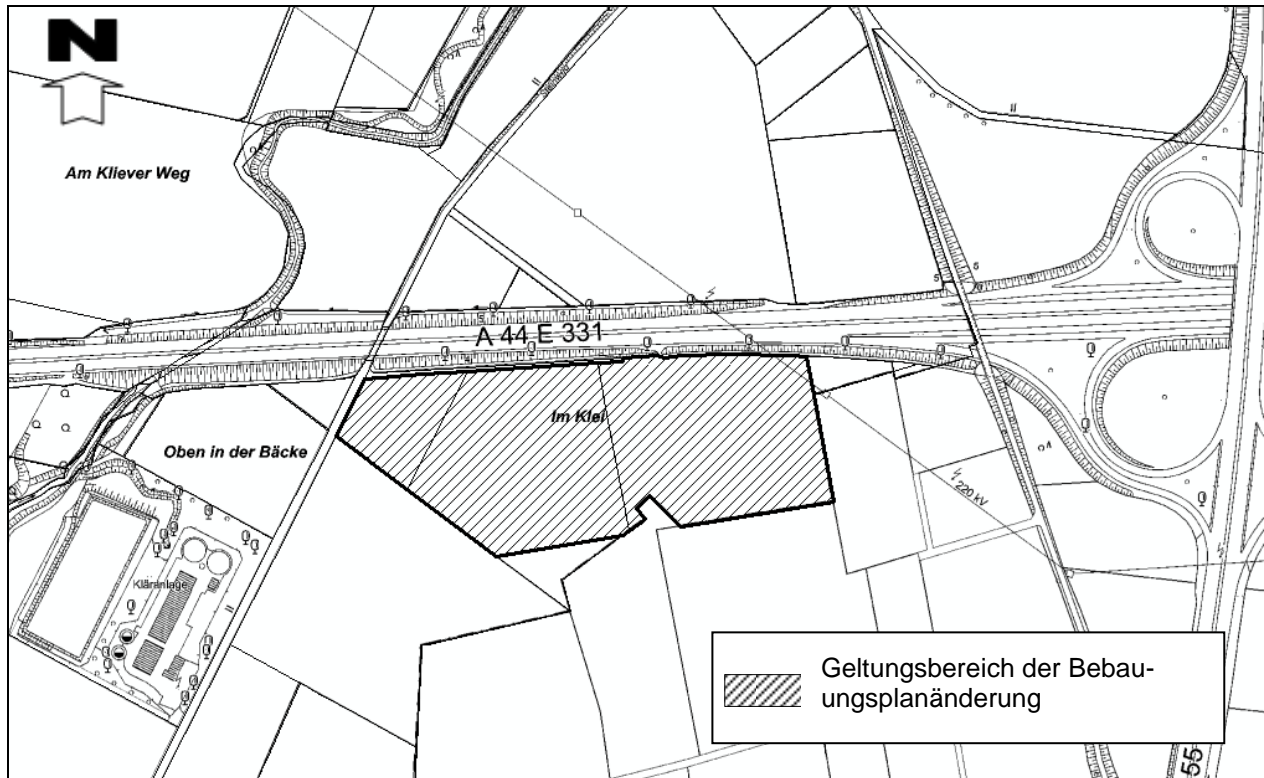 N
Am Kliever Weg
A 44 E 331
Im Klei
Oben in der Bäcke
220 kV
Kläranlage
Geltungsbereich der Bebau-
ungsplanänderung
55